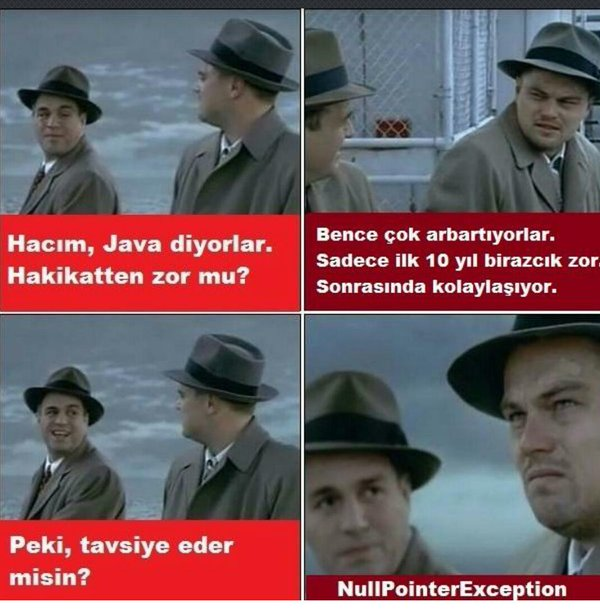 Hacım, Java diyorlar.
Hakikatten zor mu?
Bence çok arbartıyorlar.
Sadece ilk 10 yıl birazcık zor.
Sonrasında kolaylaşıyor.
Peki, tavsiye eder
misin?
NullPointerException